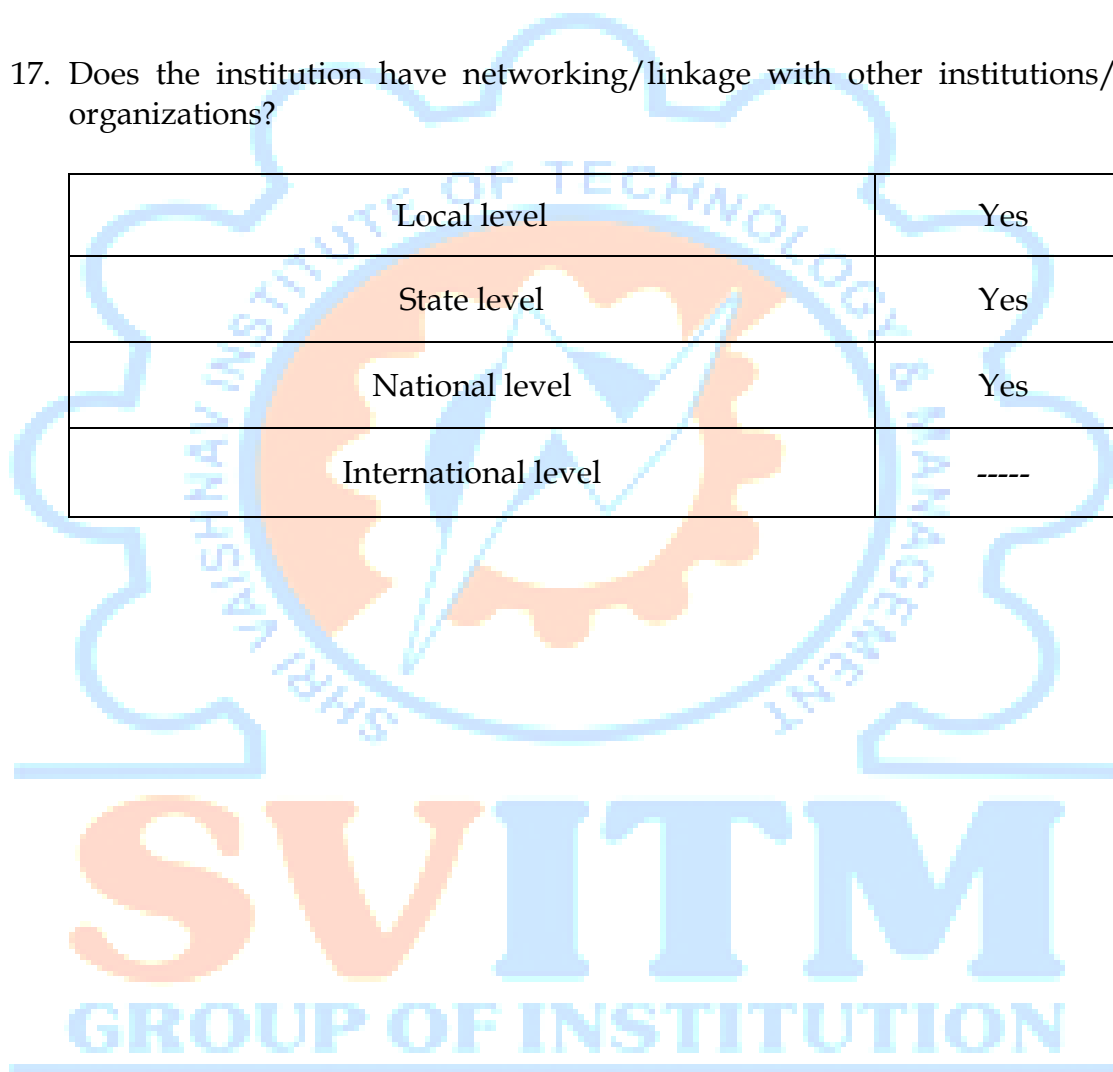 17. Does the institution have networking/linkage with other institutions/
organizations?
Local level Yes
State level Yes
National level Yes
International level -----
SHRI VAISHNAV INSTITUTE OF TECHNOLOGY & MANAGEMENT
SVITM
GROUP OF INSTITUTION